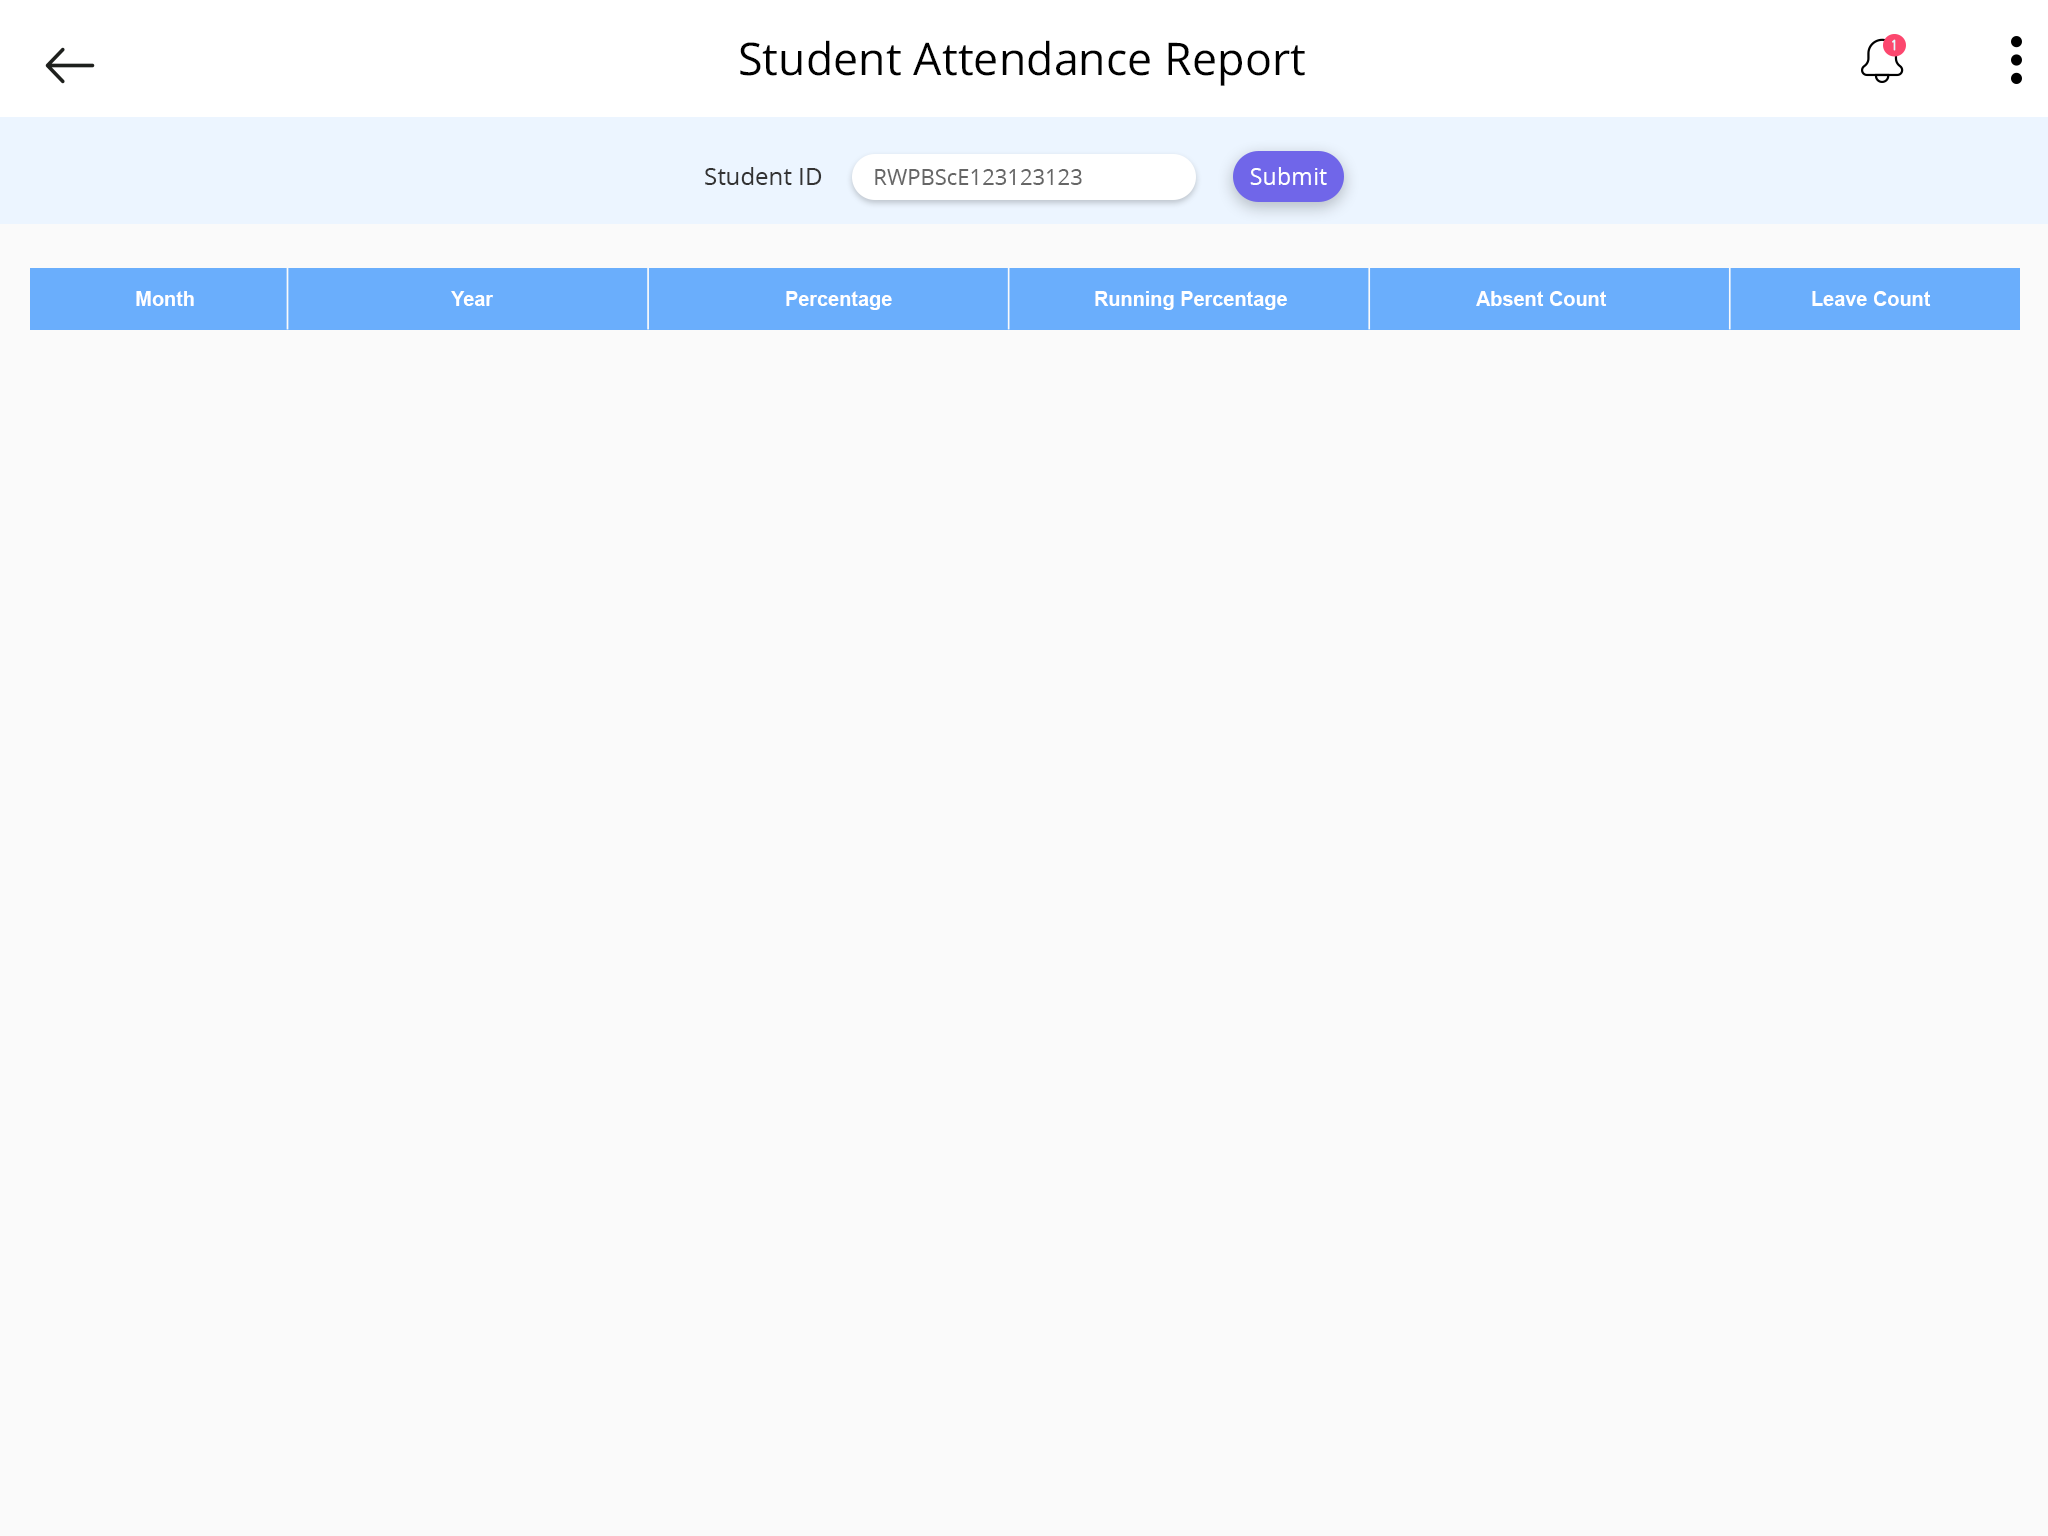 Student Attendance Report
1
Student ID RWPBScE123123123 Submit
Month Year Percentage Running Percentage Absent Count Leave Count